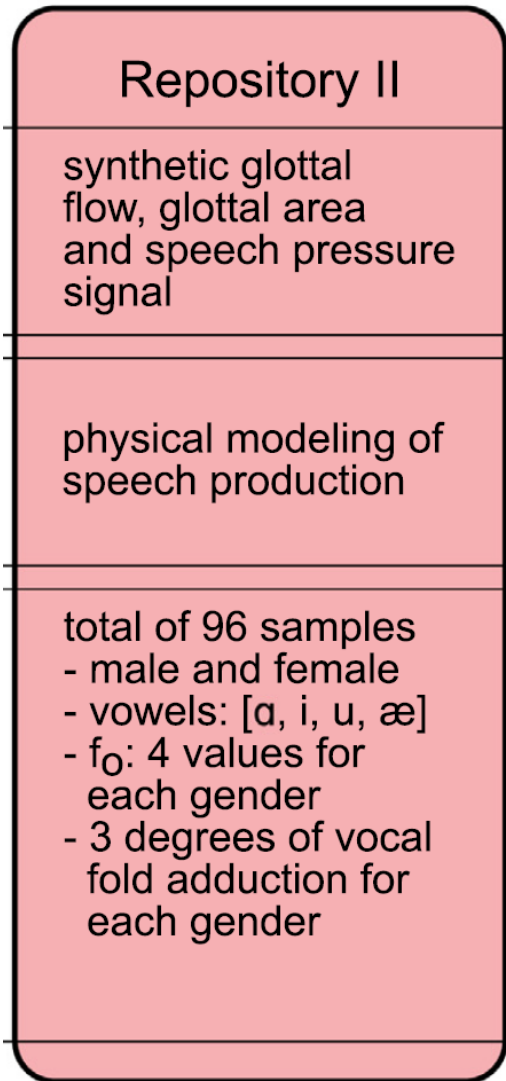 Repository II
synthetic glottal
flow, glottal area
and speech pressure
signal
physical modeling of
speech production
total of 96 samples
- male and female
- vowels: [ɑ, i, u, æ]
- fo: 4 values for
each gender
- 3 degrees of vocal
fold adduction for
each gender